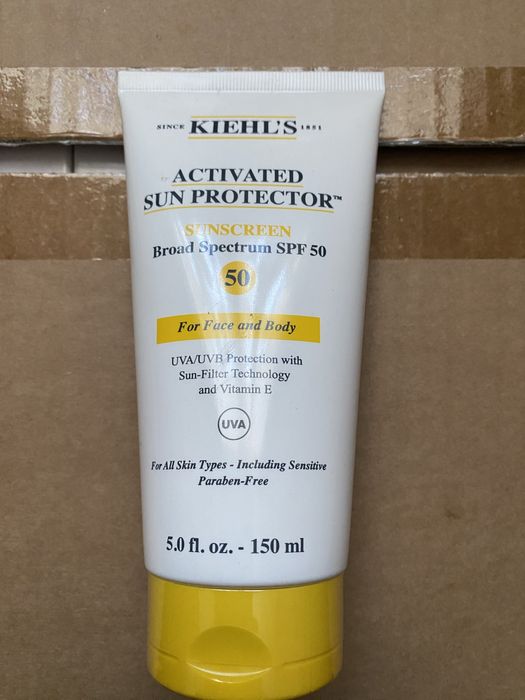 SINCE KIEHL'S 1851
ACTIVATED
SUN PROTECTOR™
SUNSCREEN
Broad Spectrum SPF 50
50
For Face and Body
UVA/UVB Protection with
Sun-Filter Technology
and Vitamin E
UVA
For All Skin Types - Including Sensitive
Paraben-Free
5.0 fl. oz. - 150 ml